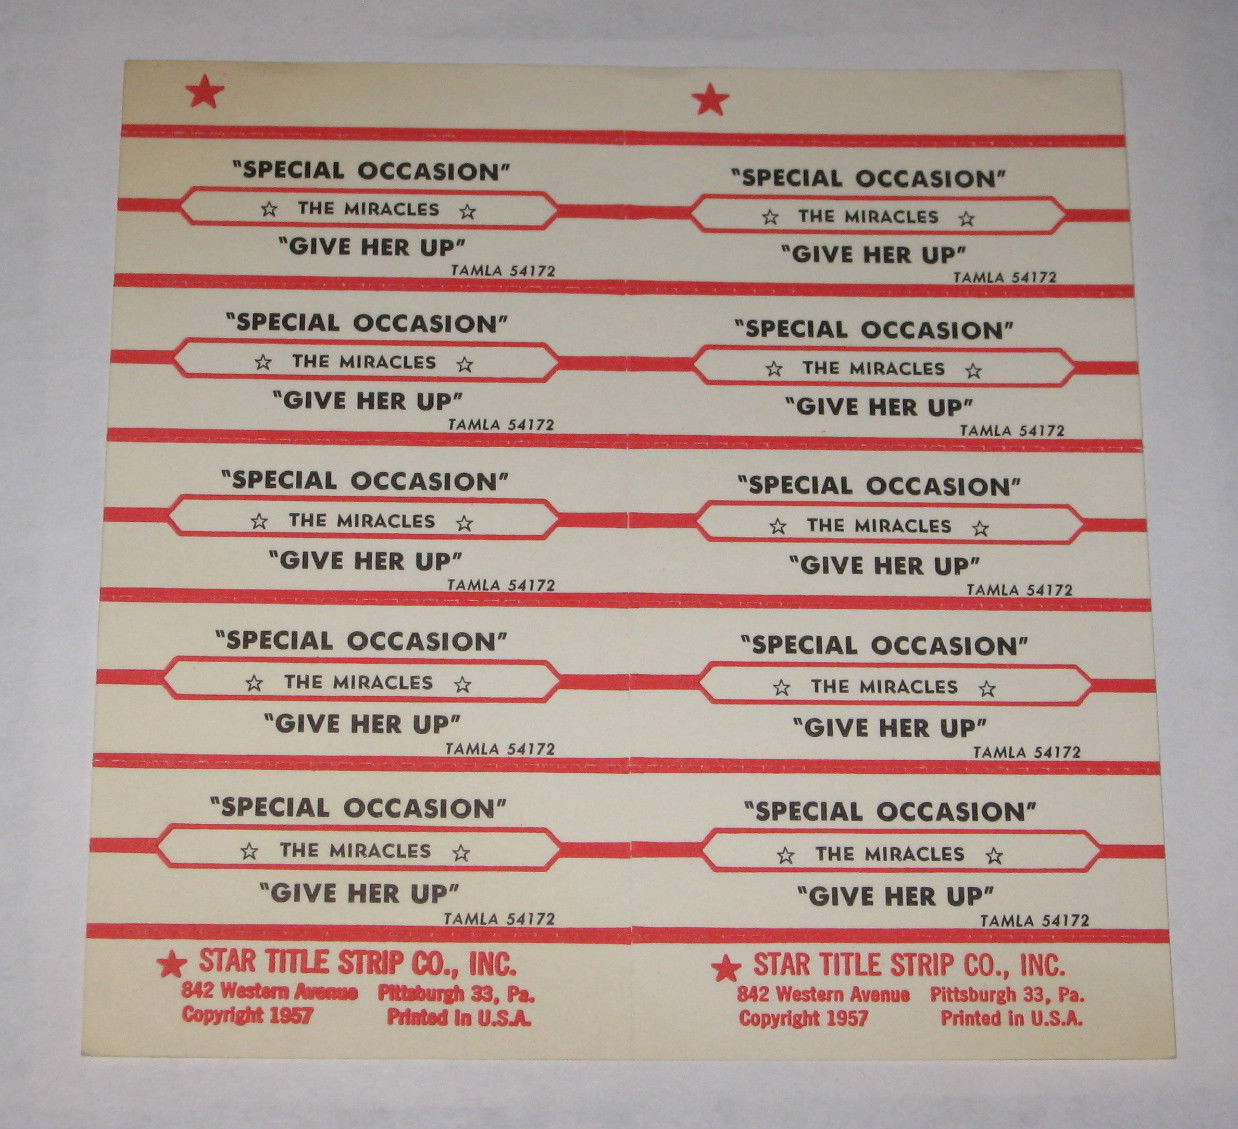 "SPECIAL OCCASION" "SPECIAL OCCASION"
☆ THE MIRACLES ☆ ☆ THE MIRACLES ☆
"GIVE HER UP" "GIVE HER UP"
TAMLA 54172 TAMLA 54172
"SPECIAL OCCASION" "SPECIAL OCCASION"
☆ THE MIRACLES ☆ ☆ THE MIRACLES ☆
"GIVE HER UP" "GIVE HER UP"
TAMLA 54172 TAMLA 54172
"SPECIAL OCCASION" "SPECIAL OCCASION"
☆ THE MIRACLES ☆ ☆ THE MIRACLES ☆
"GIVE HER UP" "GIVE HER UP"
TAMLA 54172 TAMLA 54172
"SPECIAL OCCASION" "SPECIAL OCCASION"
☆ THE MIRACLES ☆ ☆ THE MIRACLES ☆
"GIVE HER UP" "GIVE HER UP"
TAMLA 54172 TAMLA 54172
"SPECIAL OCCASION" "SPECIAL OCCASION"
☆ THE MIRACLES ☆ ☆ THE MIRACLES ☆
"GIVE HER UP" "GIVE HER UP"
TAMLA 54172 TAMLA 54172
★ STAR TITLE STRIP CO., INC. ★ STAR TITLE STRIP CO., INC.
842 Western Avenue Pittsburgh 33, Pa. 842 Western Avenue Pittsburgh 33, Pa.
Copyright 1957 Printed in U.S.A. Copyright 1957 Printed in U.S.A.